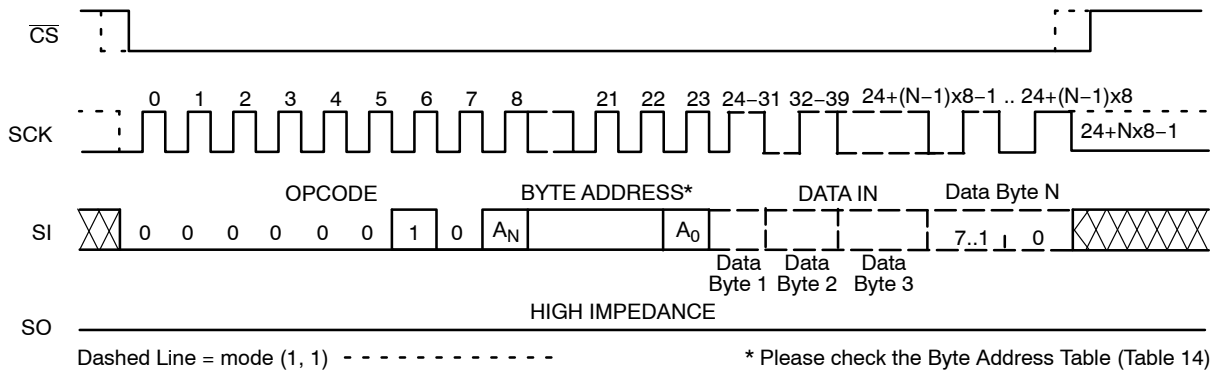 CS
SCK
0 1 2 3 4 5 6 7 8 21 22 23 24−31 32−39 24+(N−1)x8−1 .. 24+(N−1)x8
24+Nx8−1
OPCODE BYTE ADDRESS* DATA IN Data Byte N
SI
0 0 0 0 0 0 1 0 AN A0 7..1 0
Data Byte 1
Data Byte 2
Data Byte 3
HIGH IMPEDANCE
SO
Dashed Line = mode (1, 1)
* Please check the Byte Address Table (Table 14)